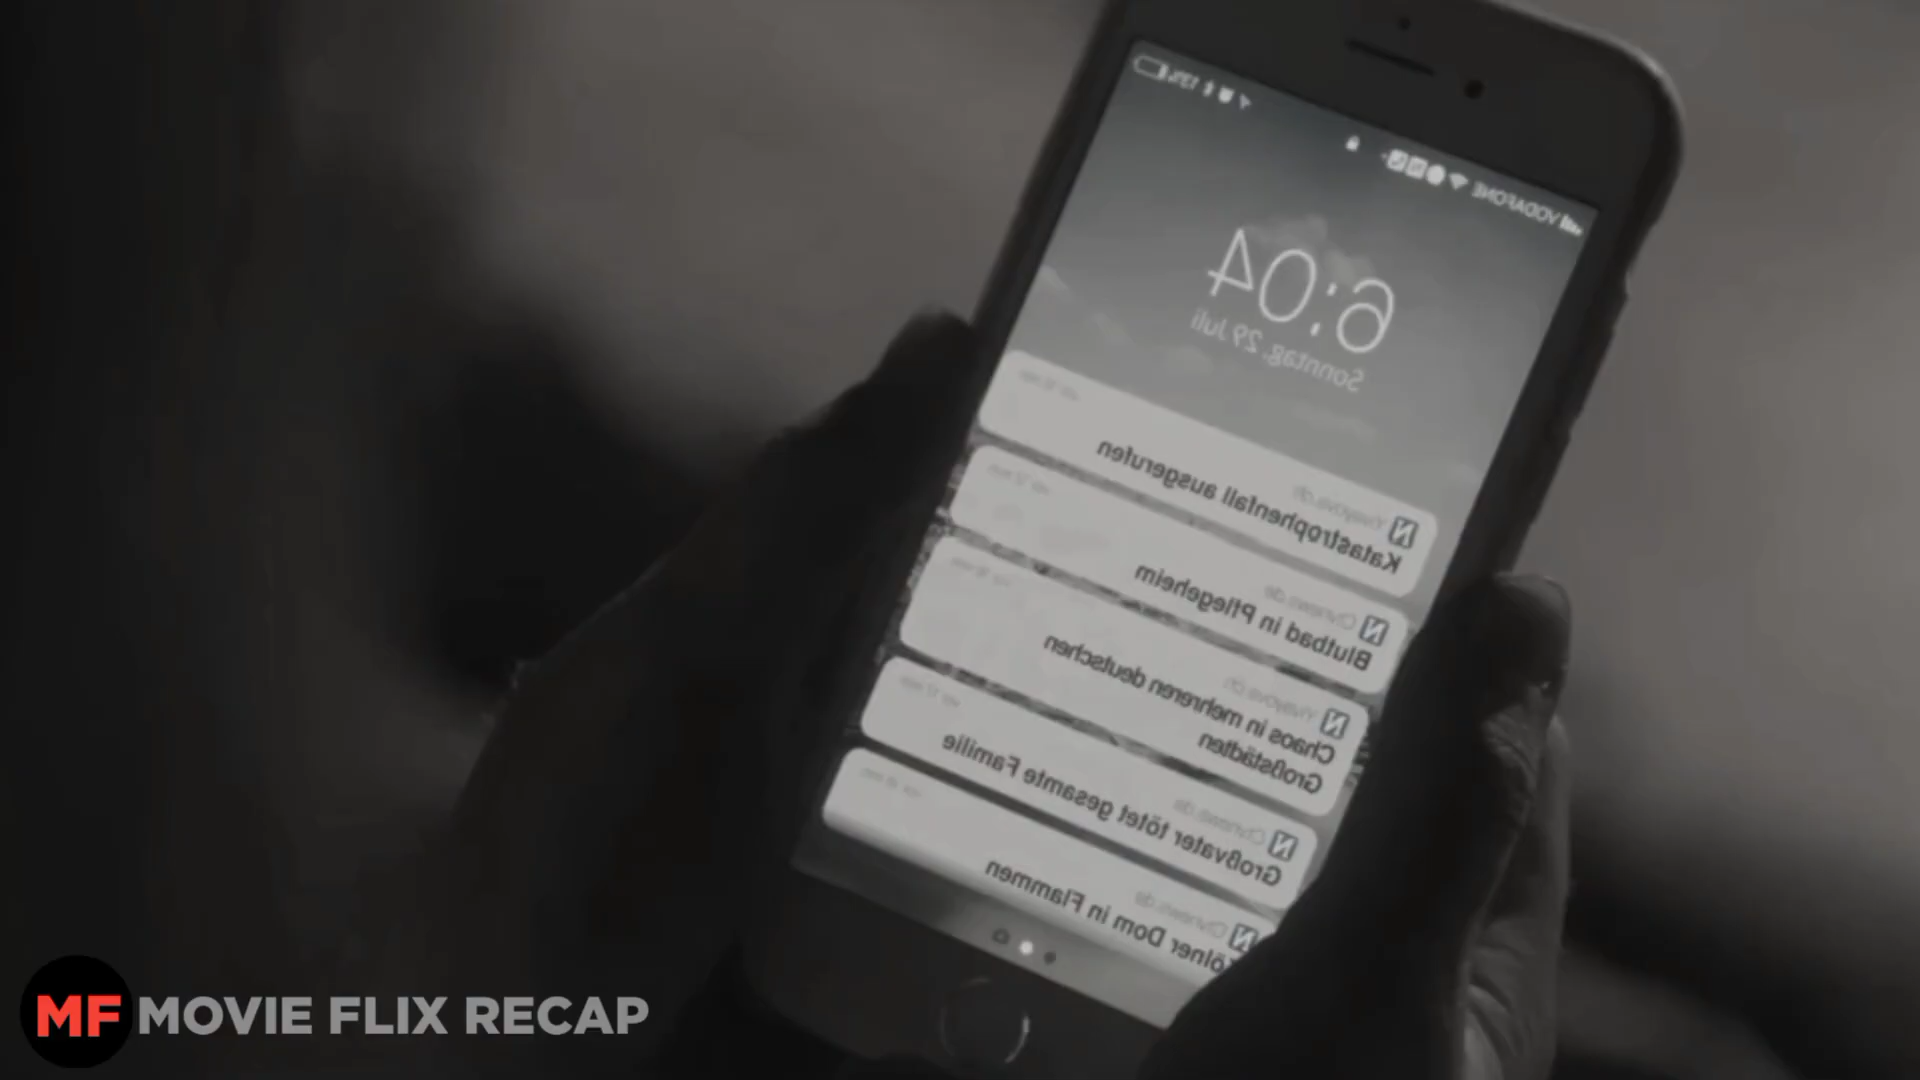 VODAFONE
13%
6:04
Sonntag, 29 Juli
Katastrophenfall ausgerufen
Blutbad in Pflegeheim
Chaos in mehreren deutschen
Großstädten
Großvater tötet gesamte Familie
Kölner Dom in Flammen
MF MOVIE FLIX RECAP